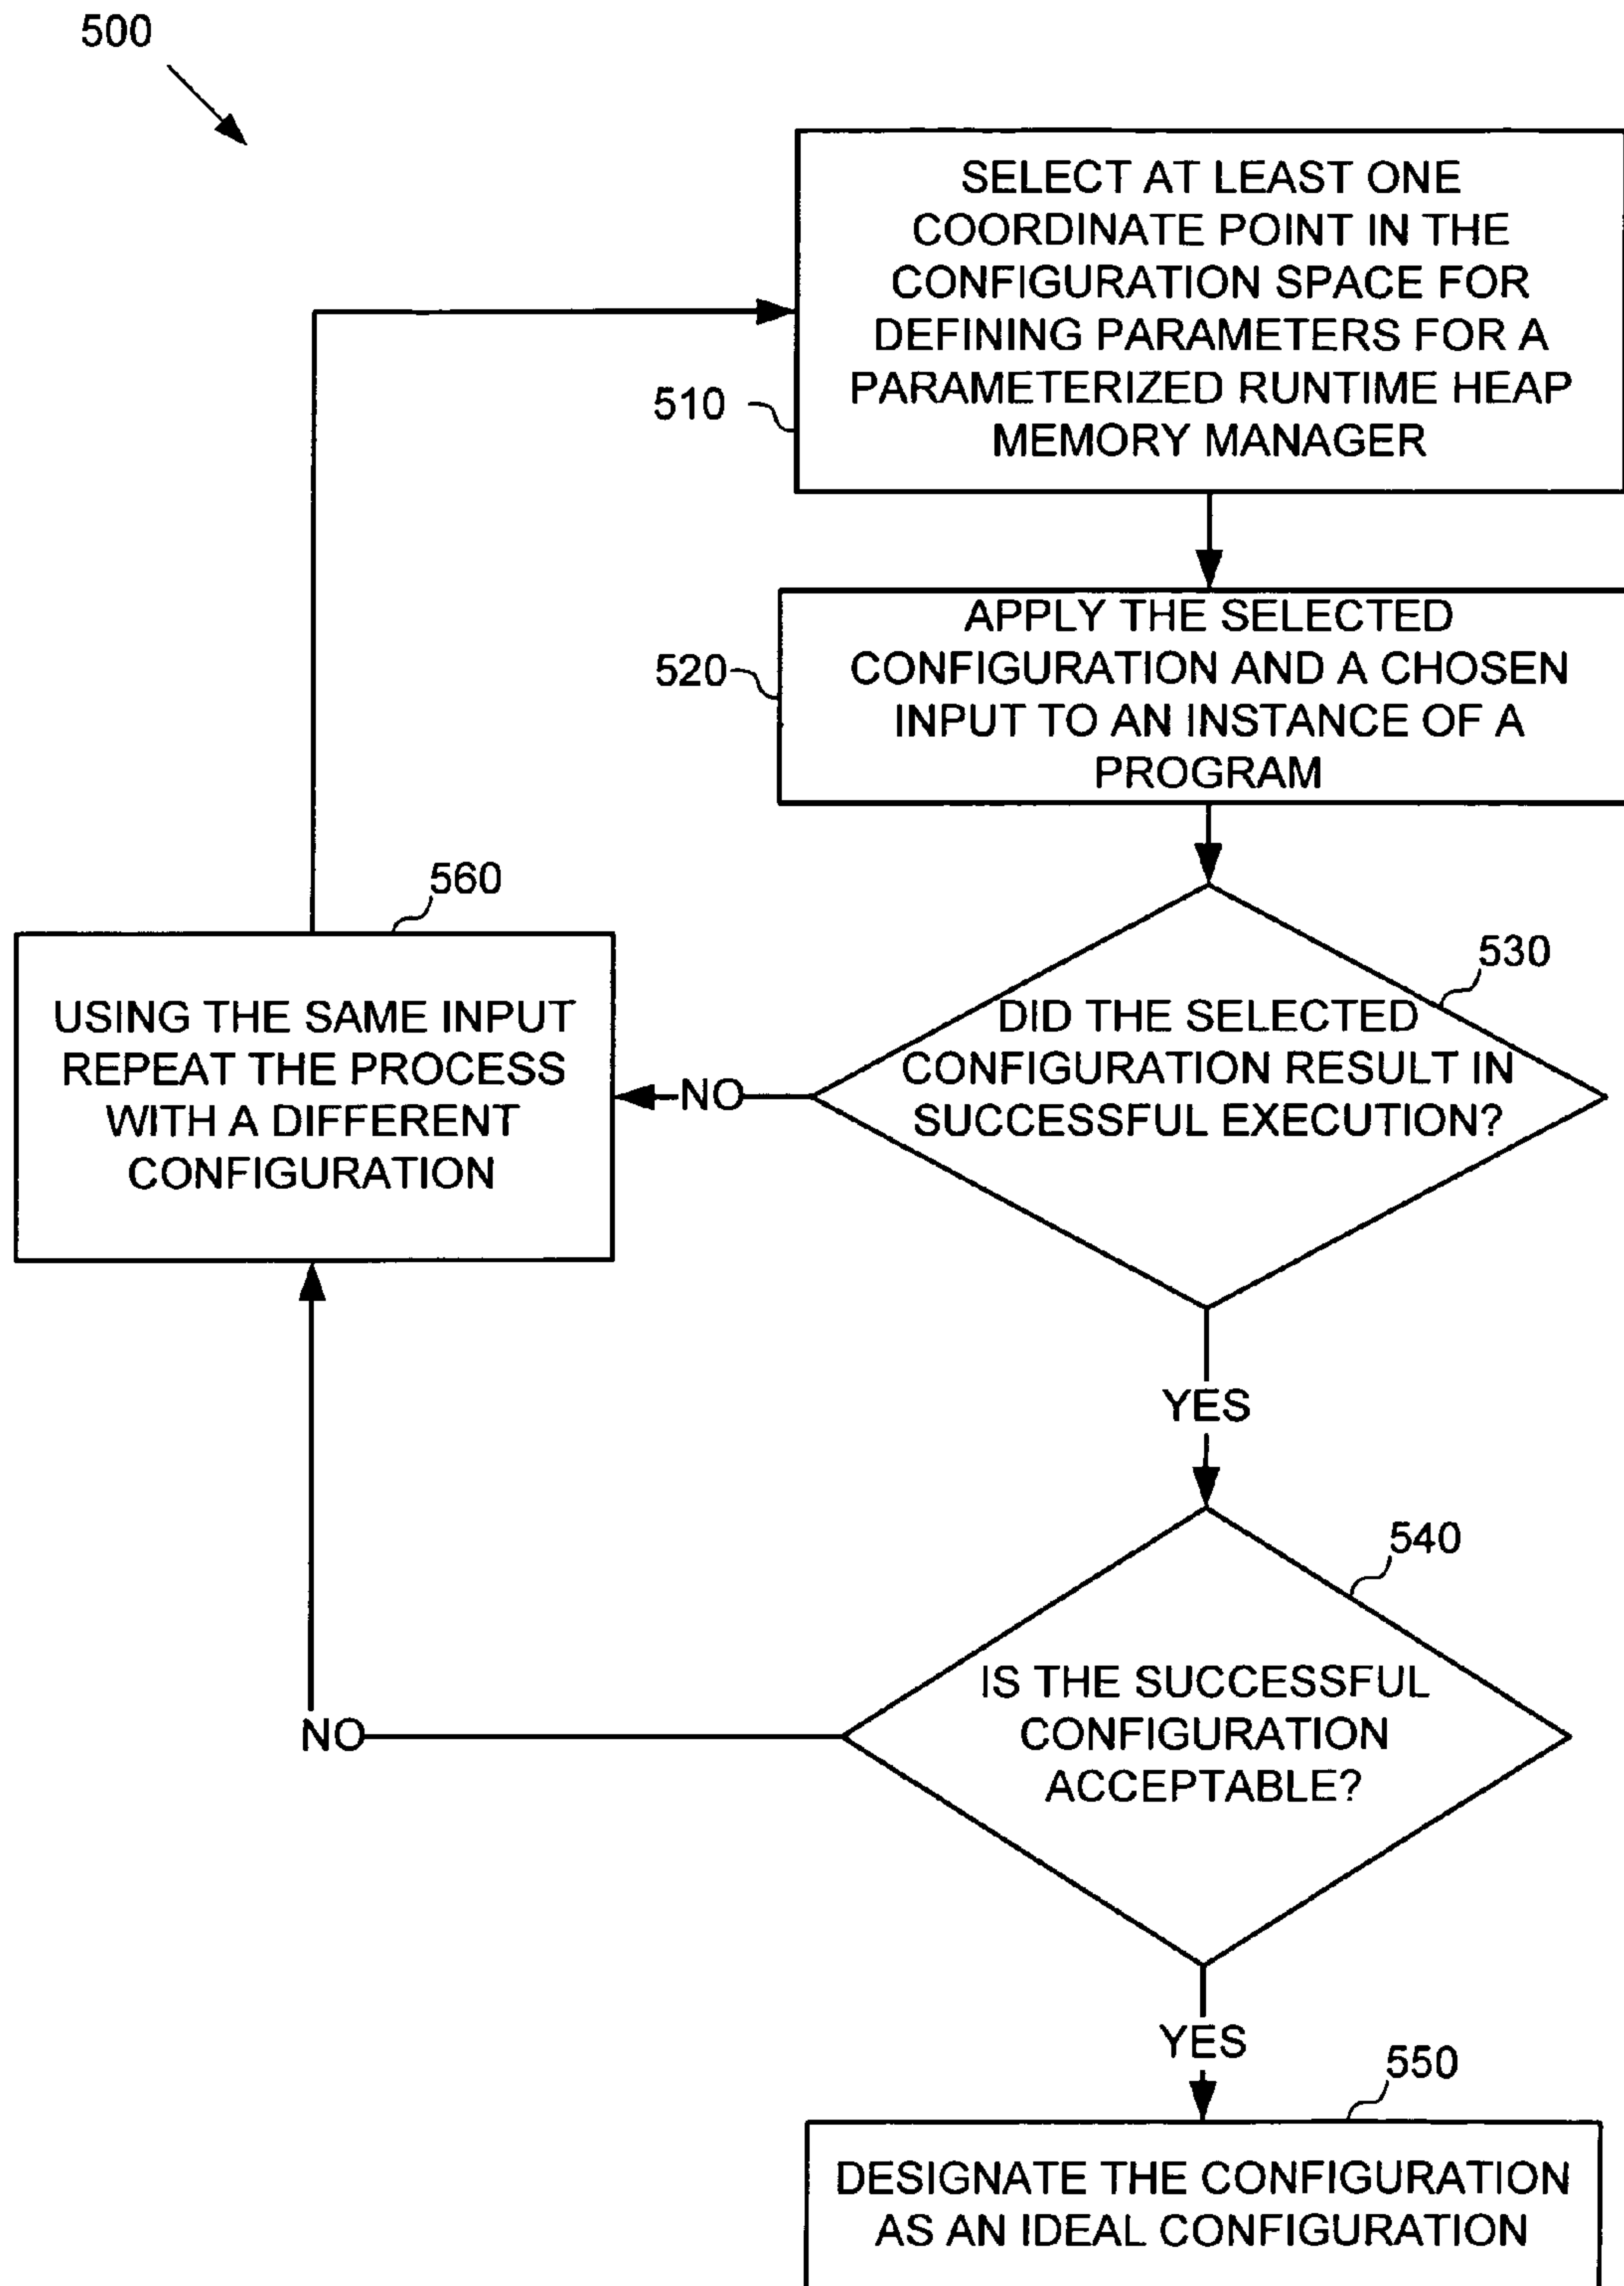 500
SELECT AT LEAST ONE
COORDINATE POINT IN THE
CONFIGURATION SPACE FOR
DEFINING PARAMETERS FOR A
PARAMETERIZED RUNTIME HEAP
MEMORY MANAGER
510
APPLY THE SELECTED
CONFIGURATION AND A CHOSEN
INPUT TO AN INSTANCE OF A
PROGRAM
520
530
DID THE SELECTED
CONFIGURATION RESULT IN
SUCCESSFUL EXECUTION?
NO
560
USING THE SAME INPUT
REPEAT THE PROCESS
WITH A DIFFERENT
CONFIGURATION
YES
540
IS THE SUCCESSFUL
CONFIGURATION
ACCEPTABLE?
NO
YES
550
DESIGNATE THE CONFIGURATION
AS AN IDEAL CONFIGURATION